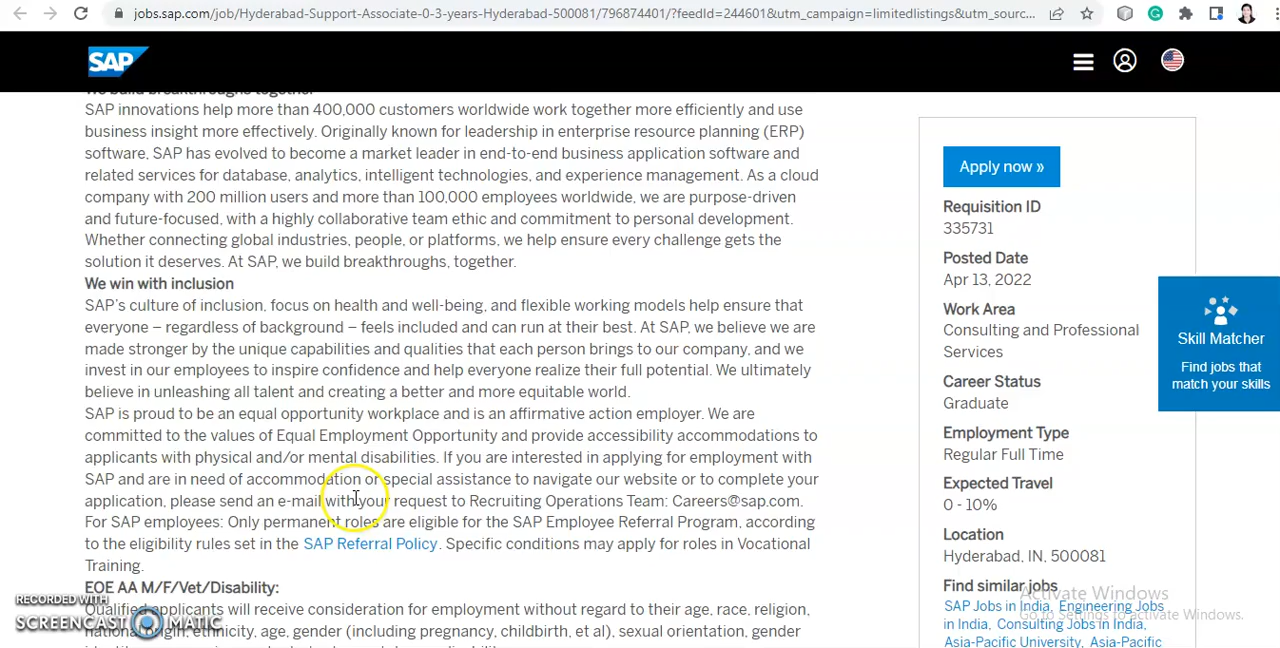 jobs.sap.com/job/Hyderabad-Support-Associate-0-3-years-Hyderabad-500081/796874401/?feedId=244601&utm_campaign=limitedlistings&utm_sourc...
SAP
We build breakthroughs together
SAP innovations help more than 400,000 customers worldwide work together more efficiently and use
business insight more effectively. Originally known for leadership in enterprise resource planning (ERP)
software, SAP has evolved to become a market leader in end-to-end business application software and
related services for database, analytics, intelligent technologies, and experience management. As a cloud
company with 200 million users and more than 100,000 employees worldwide, we are purpose-driven
and future-focused, with a highly collaborative team ethic and commitment to personal development.
Whether connecting global industries, people, or platforms, we help ensure every challenge gets the
solution it deserves. At SAP, we build breakthroughs, together.
We win with inclusion
SAP's culture of inclusion, focus on health and well-being, and flexible working models help ensure that
everyone – regardless of background – feels included and can run at their best. At SAP, we believe we are
made stronger by the unique capabilities and qualities that each person brings to our company, and we
invest in our employees to inspire confidence and help everyone realize their full potential. We ultimately
believe in unleashing all talent and creating a better and more equitable world.
SAP is proud to be an equal opportunity workplace and is an affirmative action employer. We are
committed to the values of Equal Employment Opportunity and provide accessibility accommodations to
applicants with physical and/or mental disabilities. If you are interested in applying for employment with
SAP and are in need of accommodation or special assistance to navigate our website or to complete your
application, please send an e-mail with your request to Recruiting Operations Team: Careers@sap.com.
For SAP employees: Only permanent roles are eligible for the SAP Employee Referral Program, according
to the eligibility rules set in the SAP Referral Policy. Specific conditions may apply for roles in Vocational
Training.
EOE AA M/F/Vet/Disability:
Qualified applicants will receive consideration for employment without regard to their age, race, religion,
national origin, ethnicity, age, gender (including pregnancy, childbirth, et al), sexual orientation, gender
Apply now »
Requisition ID
335731
Posted Date
Apr 13, 2022
Work Area
Consulting and Professional
Services
Career Status
Graduate
Employment Type
Regular Full Time
Expected Travel
0 - 10%
Location
Hyderabad, IN, 500081
Find similar jobs
SAP Jobs in India, Engineering Jobs
in India, Consulting Jobs in India,
Asia-Pacific University, Asia-Pacific
Skill Matcher
Find jobs that
match your skills
Activate Windows
Go to Settings to activate Windows.
RECORDED WITH
SCREENCAST MATIC